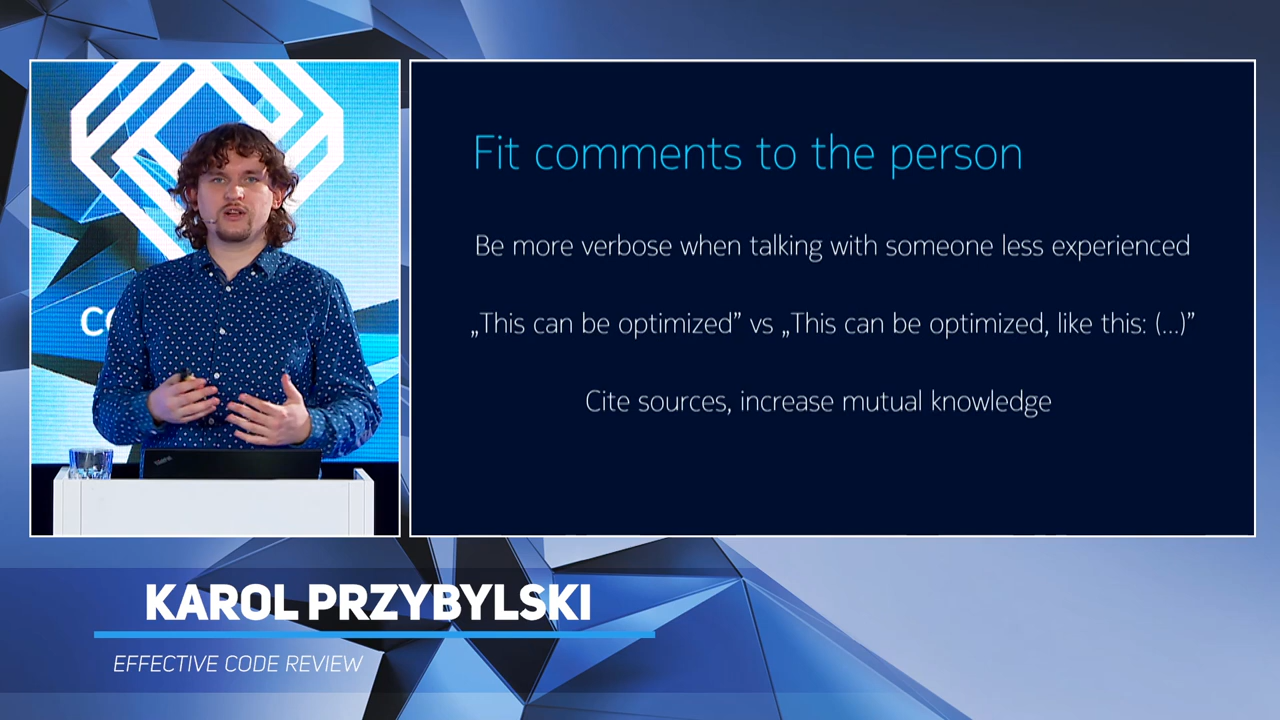 Fit comments to the person
Be more verbose when talking with someone less experienced
„This can be optimized” vs „This can be optimized, like this: (...)”
Cite sources, increase mutual knowledge
KAROL PRZYBYLSKI
EFFECTIVE CODE REVIEW